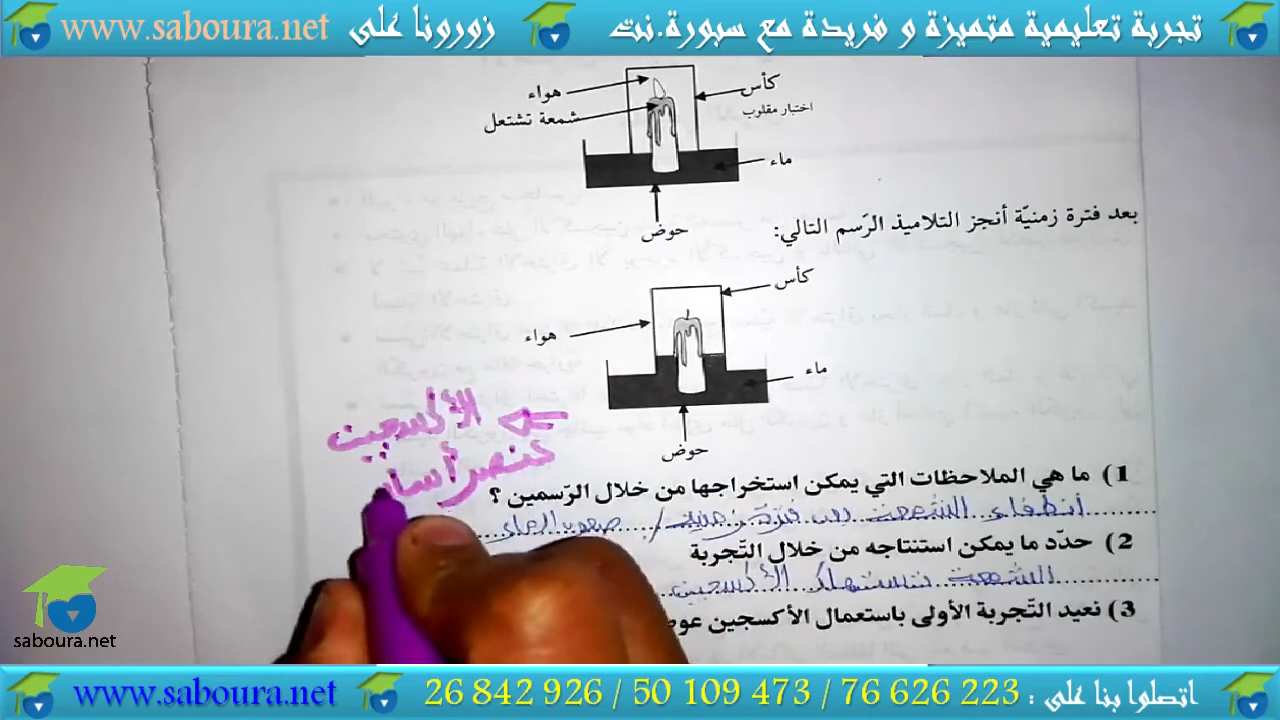 تجربة تعليمية متميزة و فريدة مع سبورة.نت زورونا على www.saboura.net
كأس
اختبار مقلوب
هواء
شمعة تشتعل
ماء
حوض
بعد فترة زمنيّة أنجز التلاميذ الرّسم التالي:
كأس
هواء
ماء
حوض
الأكسجين
عنصر أساسي
1) ما هي الملاحظات التي يمكن استخراجها من خلال الرّسمين ؟
انطفاء الشمعة بعد فترة زمنية / صعود الماء
2) حدّد ما يمكن استنتاجه من خلال التّجربة
الشمعة تستهلك الأكسجين
3) نعيد التّجربة الأولى باستعمال الأكسجين
saboura.net
اتصلوا بنا على : 26 842 926 / 50 109 473 / 76 626 223 www.saboura.net